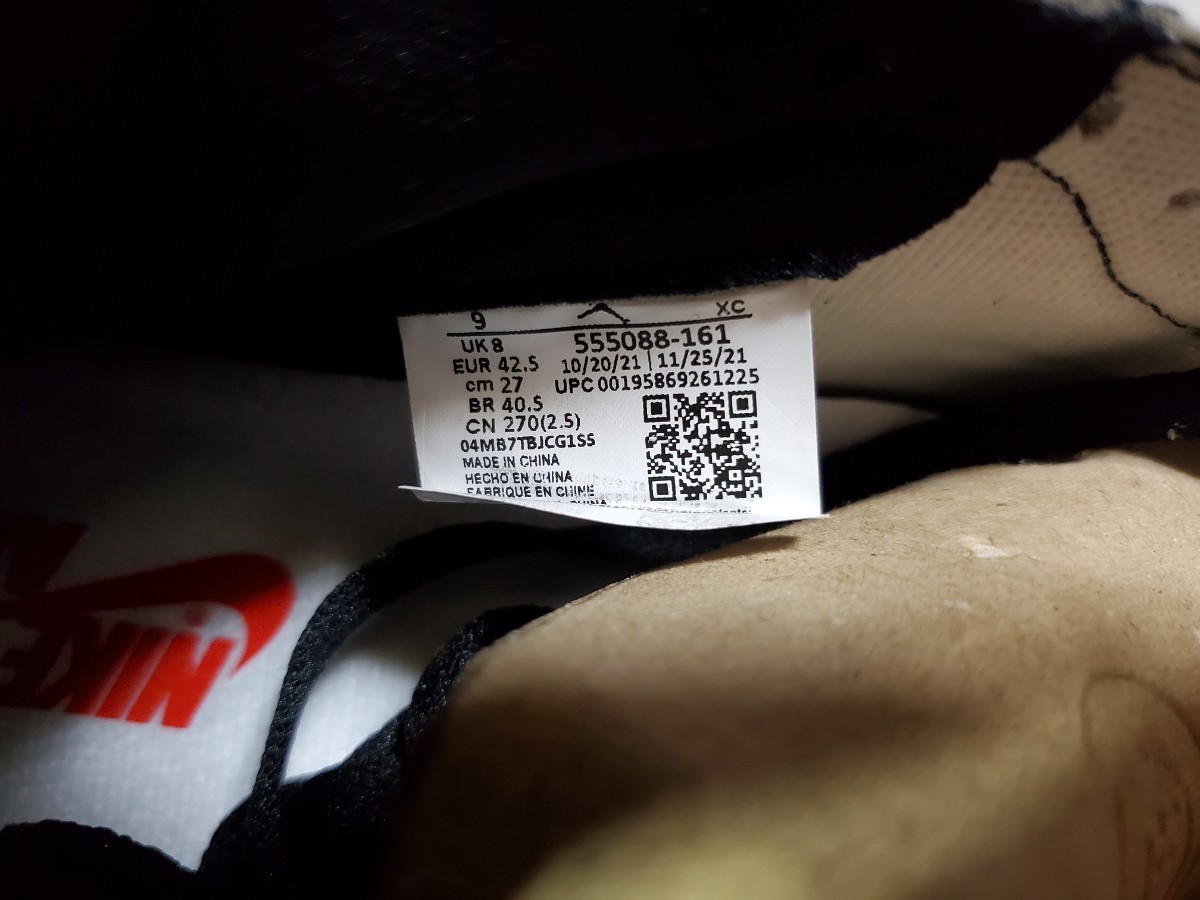 9 XC
UK 8 555088-161
EUR 42.5 10/20/21 | 11/25/21
cm 27 UPC 00195869261225
BR 40.5
CN 270(2.5)
04MB7TBJCG1SS
MADE IN CHINA
HECHO EN CHINA
FABRIQUE EN CHINE
NIKE